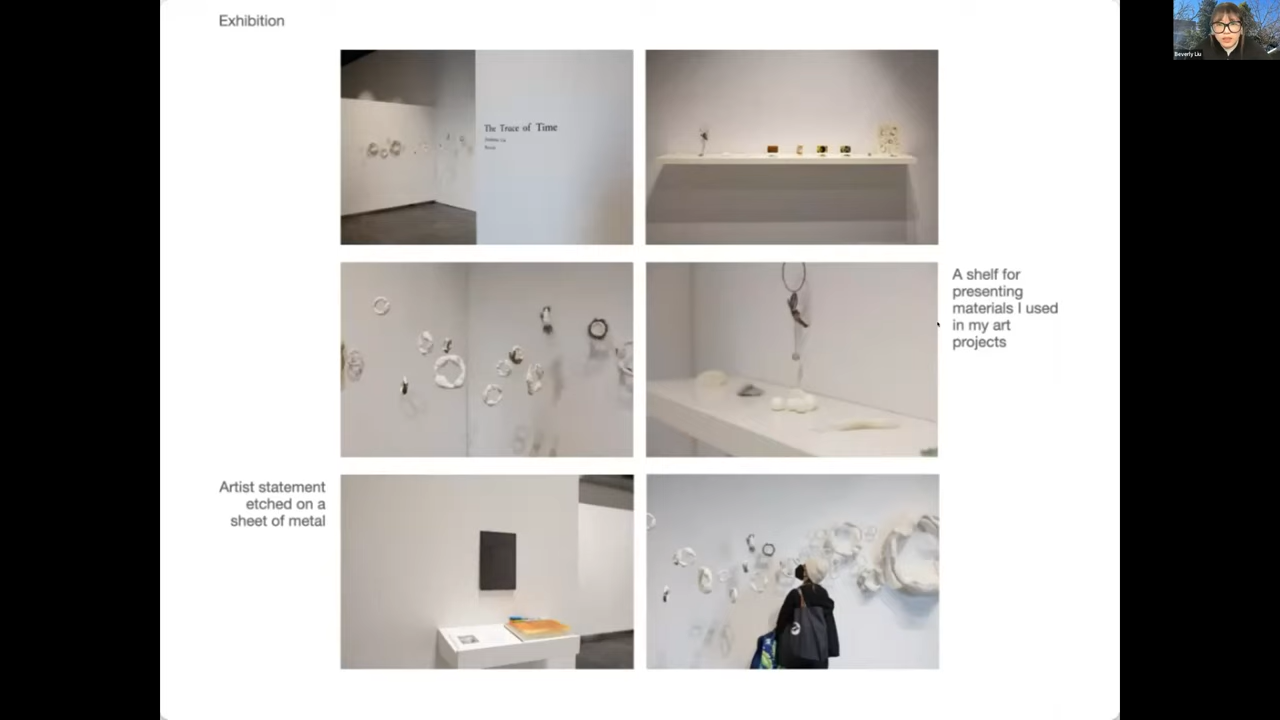 Exhibition
The Trace of Time
A shelf for
presenting
materials I used
in my art
projects
Artist statement
etched on a
sheet of metal
Beverly Liu